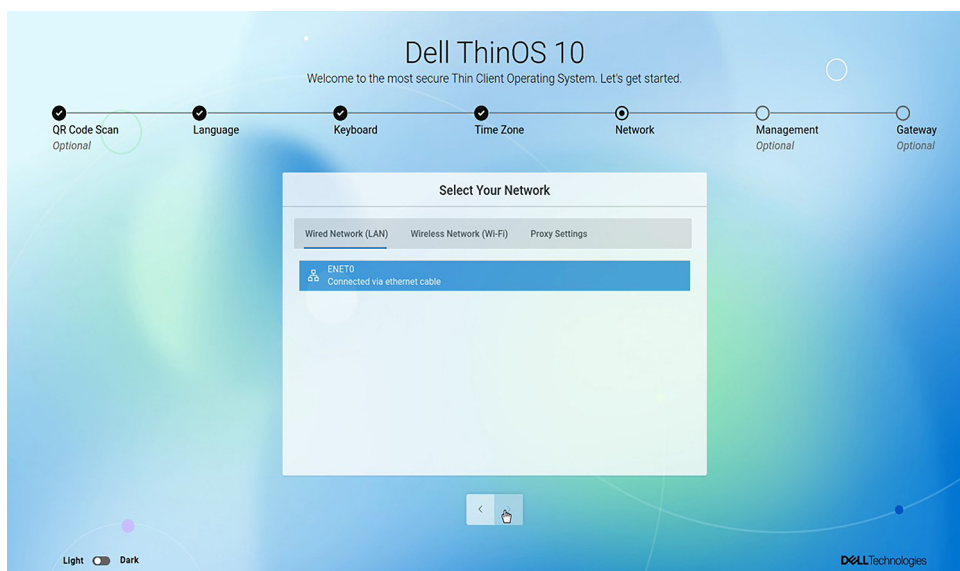 Dell ThinOS 10
Welcome to the most secure Thin Client Operating System. Let's get started.
QR Code Scan
Optional
Language
Keyboard
Time Zone
Network
Management
Optional
Gateway
Optional
Select Your Network
Wired Network (LAN) Wireless Network (Wi-Fi) Proxy Settings
ENET0
Connected via ethernet cable
Light Dark
DELLTechnologies